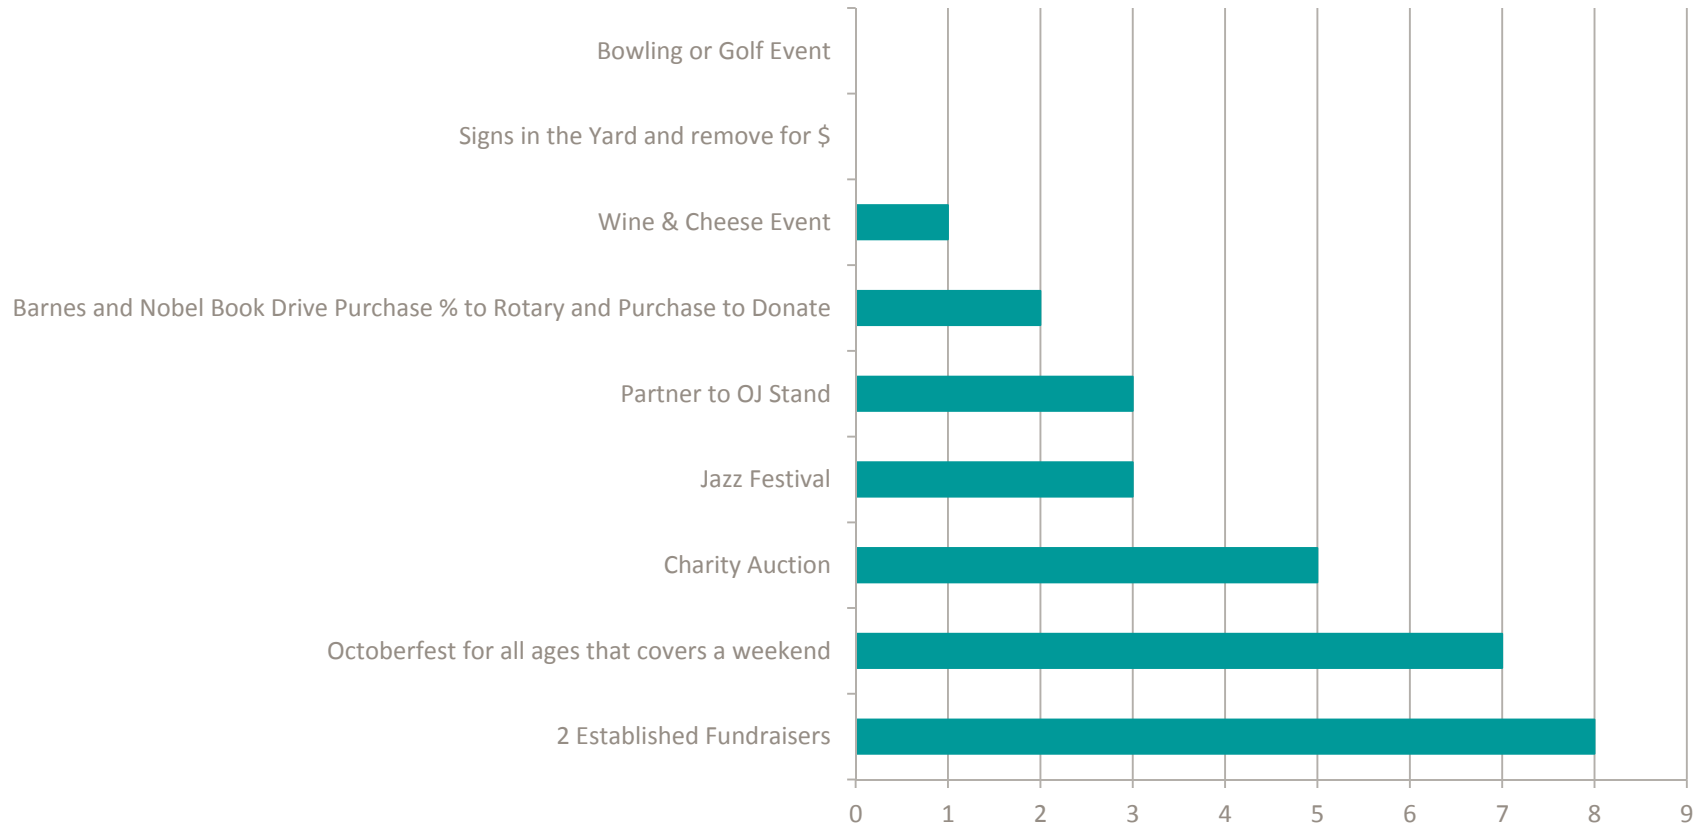 Bowling or Golf Event
Signs in the Yard and remove for $
Wine & Cheese Event
Barnes and Nobel Book Drive Purchase % to Rotary and Purchase to Donate
Partner to OJ Stand
Jazz Festival
Charity Auction
Octoberfest for all ages that covers a weekend
2 Established Fundraisers
0 1 2 3 4 5 6 7 8 9